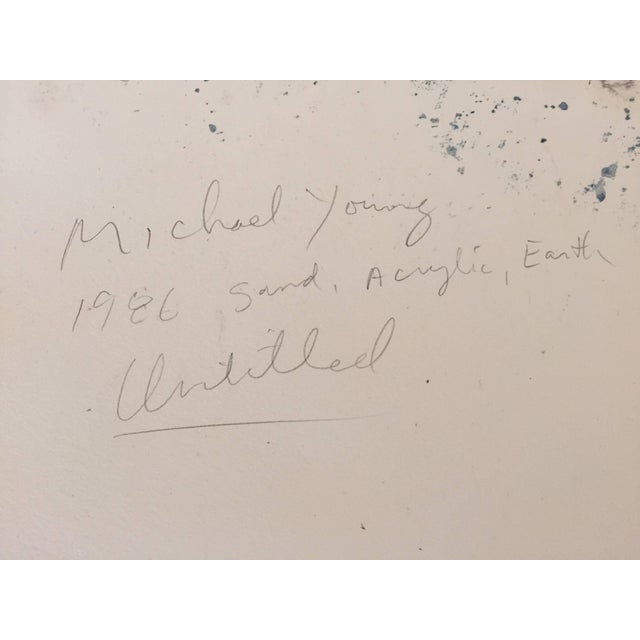 Michael Young
1986 Sand, Acrylic, Earth
Untitled